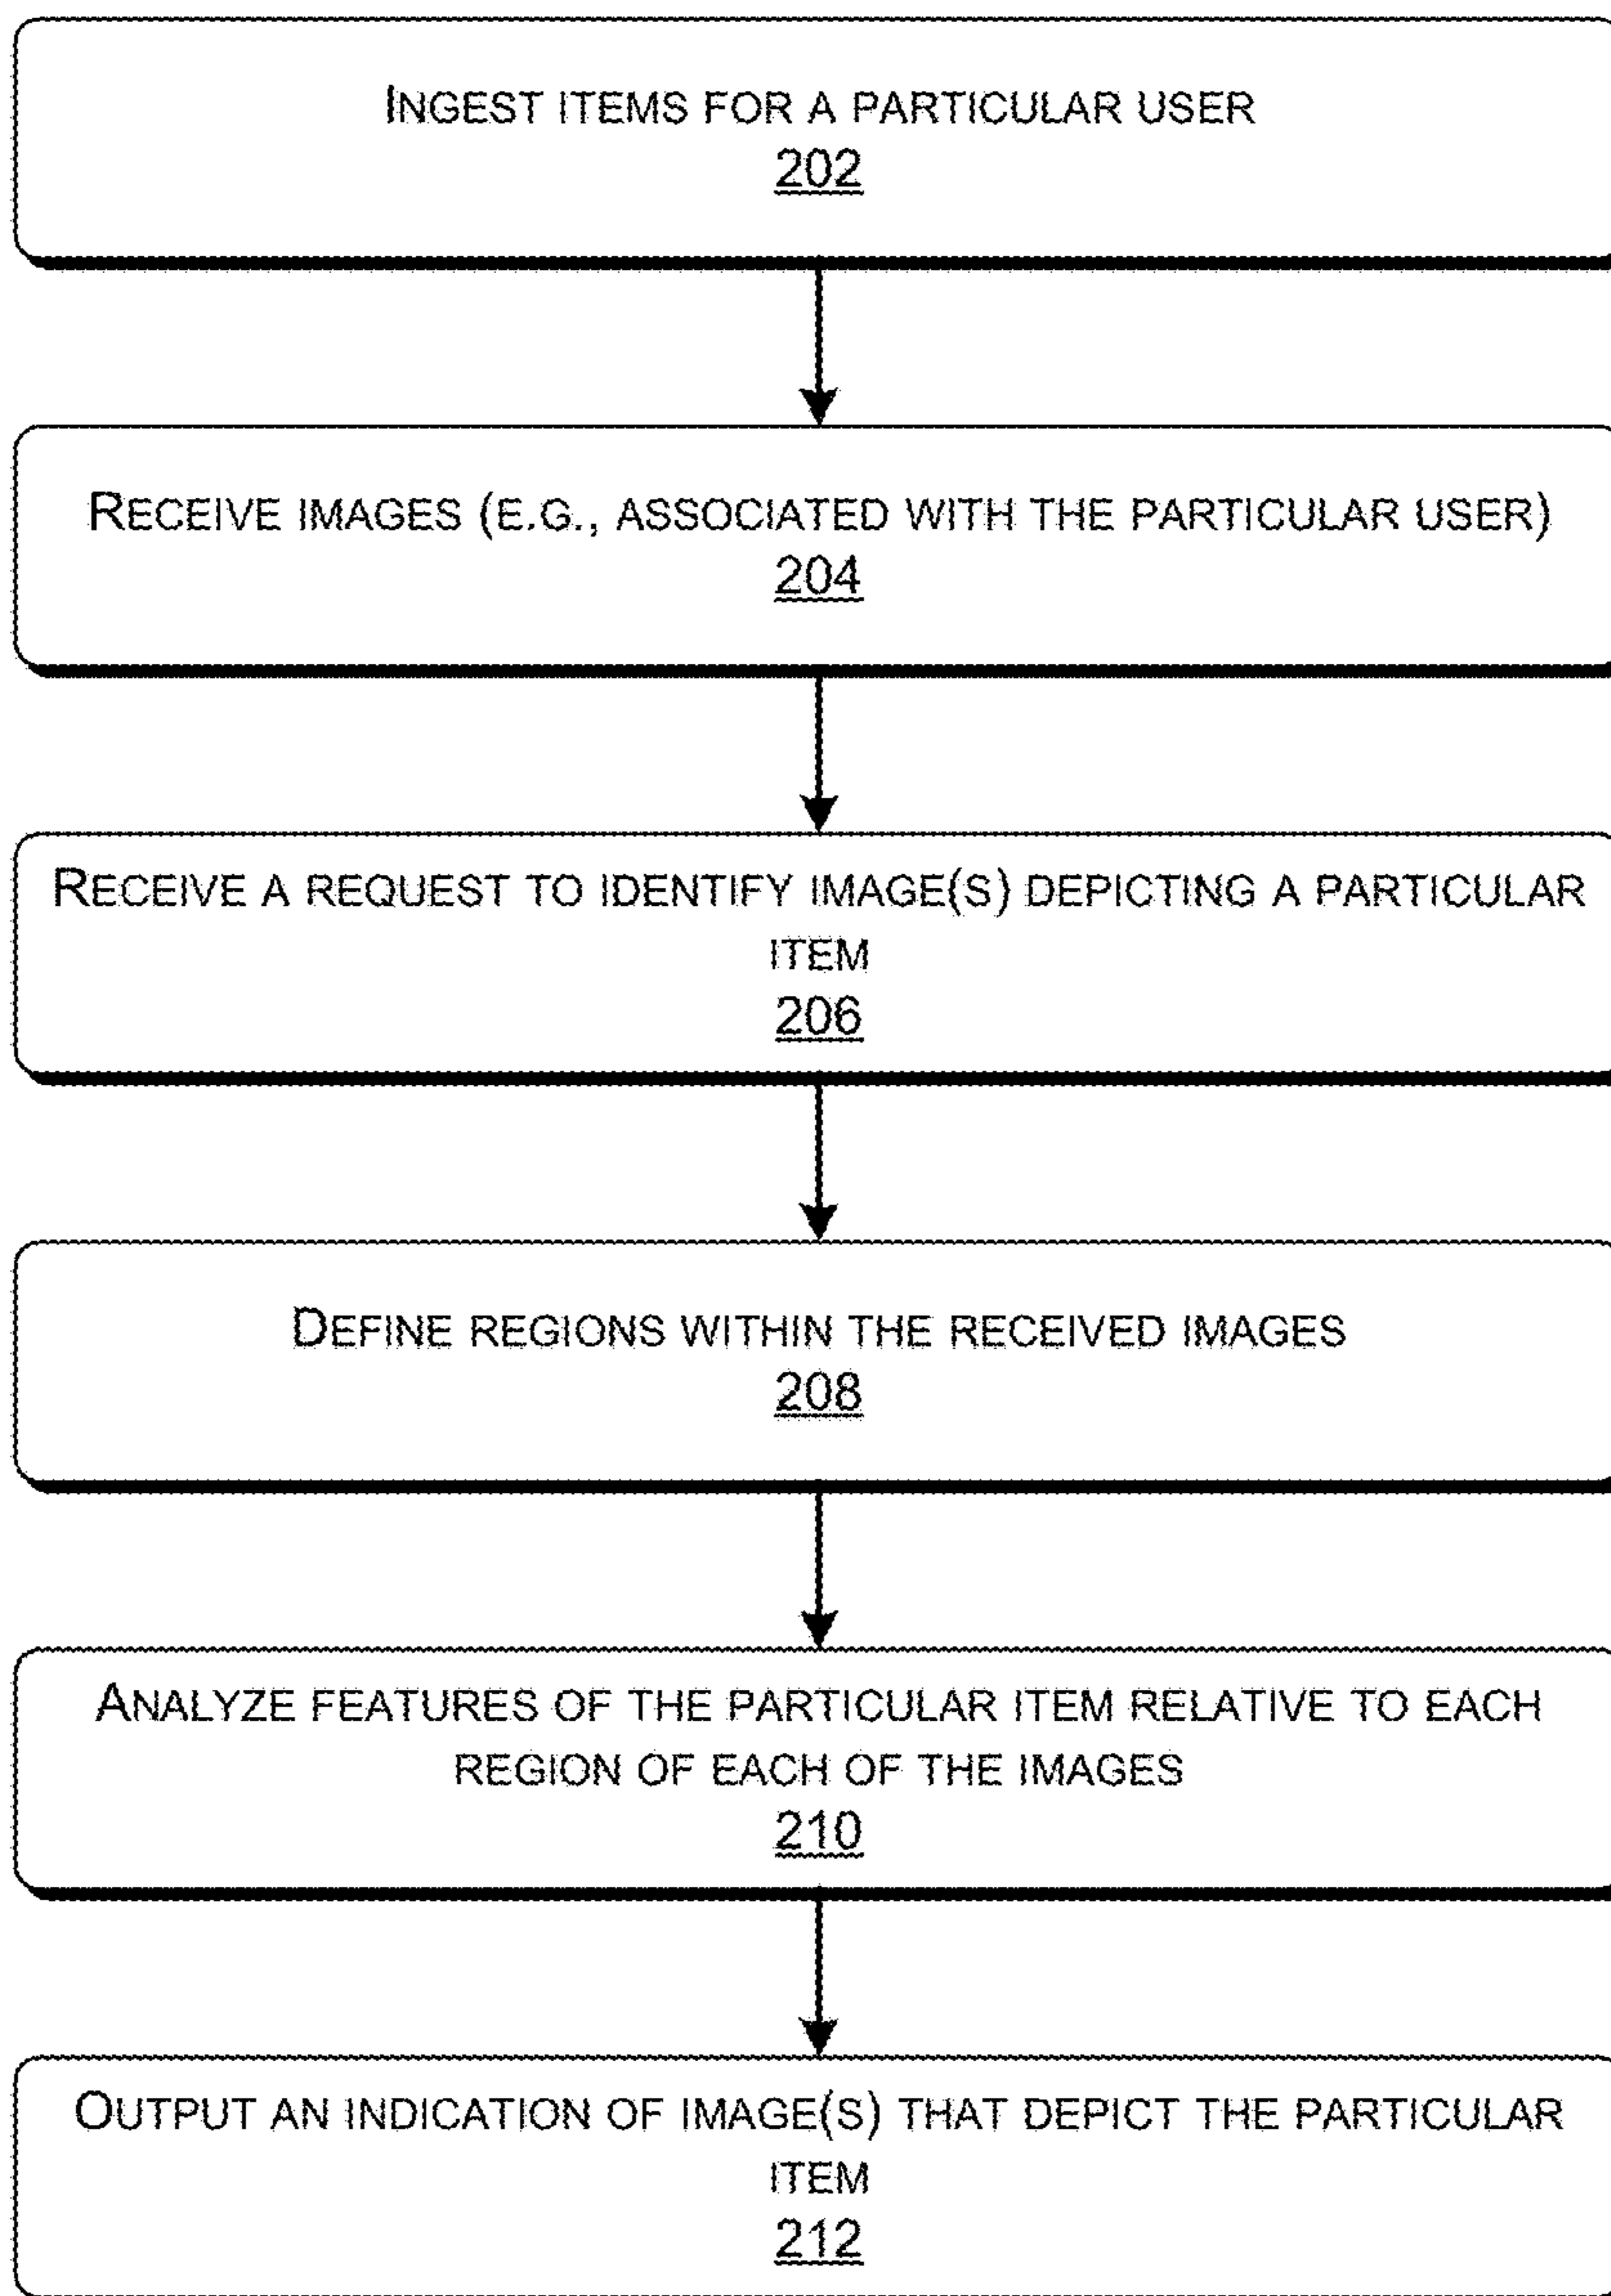 INGEST ITEMS FOR A PARTICULAR USER
202
RECEIVE IMAGES (E.G., ASSOCIATED WITH THE PARTICULAR USER)
204
RECEIVE A REQUEST TO IDENTIFY IMAGE(S) DEPICTING A PARTICULAR
ITEM
206
DEFINE REGIONS WITHIN THE RECEIVED IMAGES
208
ANALYZE FEATURES OF THE PARTICULAR ITEM RELATIVE TO EACH
REGION OF EACH OF THE IMAGES
210
OUTPUT AN INDICATION OF IMAGE(S) THAT DEPICT THE PARTICULAR
ITEM
212